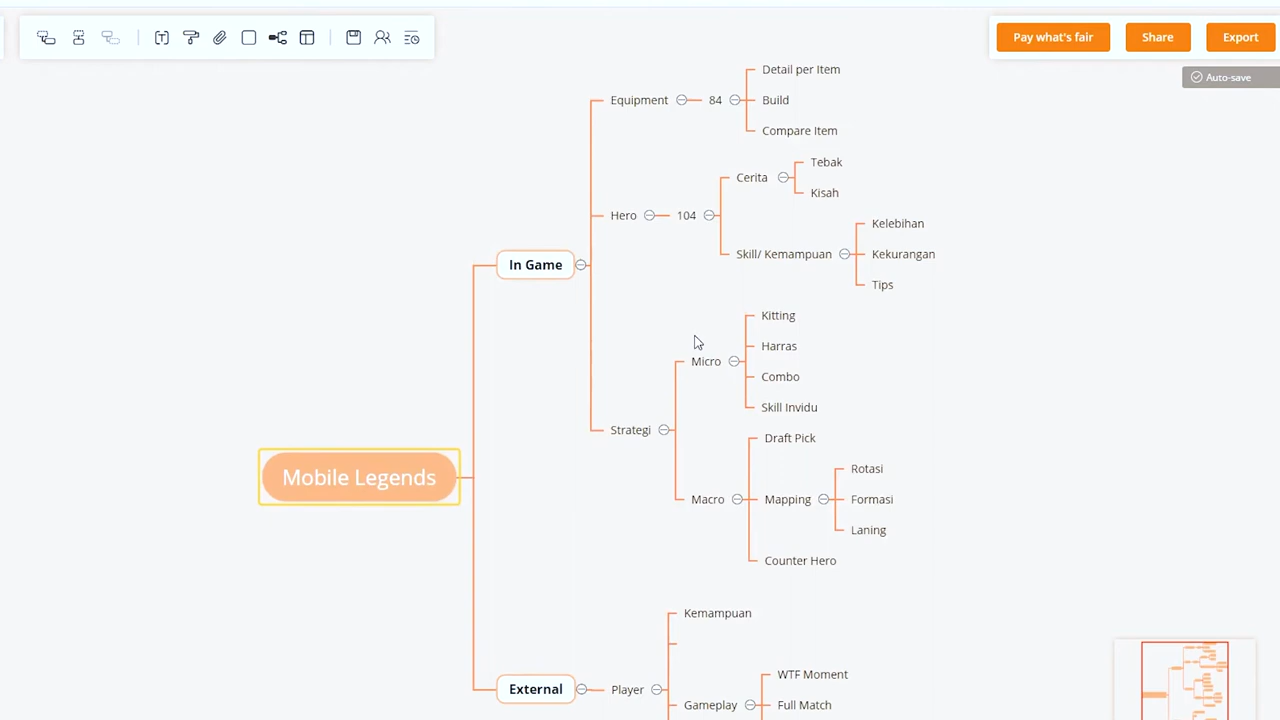 Pay what's fair
Share
Export
Auto-save
Detail per Item
Equipment
84
Build
Compare Item
Tebak
Cerita
Kisah
Hero
104
Kelebihan
Skill/ Kemampuan
Kekurangan
In Game
Tips
Kitting
Harras
Micro
Combo
Skill Invidu
Strategi
Draft Pick
Rotasi
Mobile Legends
Macro
Mapping
Formasi
Laning
Counter Hero
Kemampuan
WTF Moment
External
Player
Gameplay
Full Match